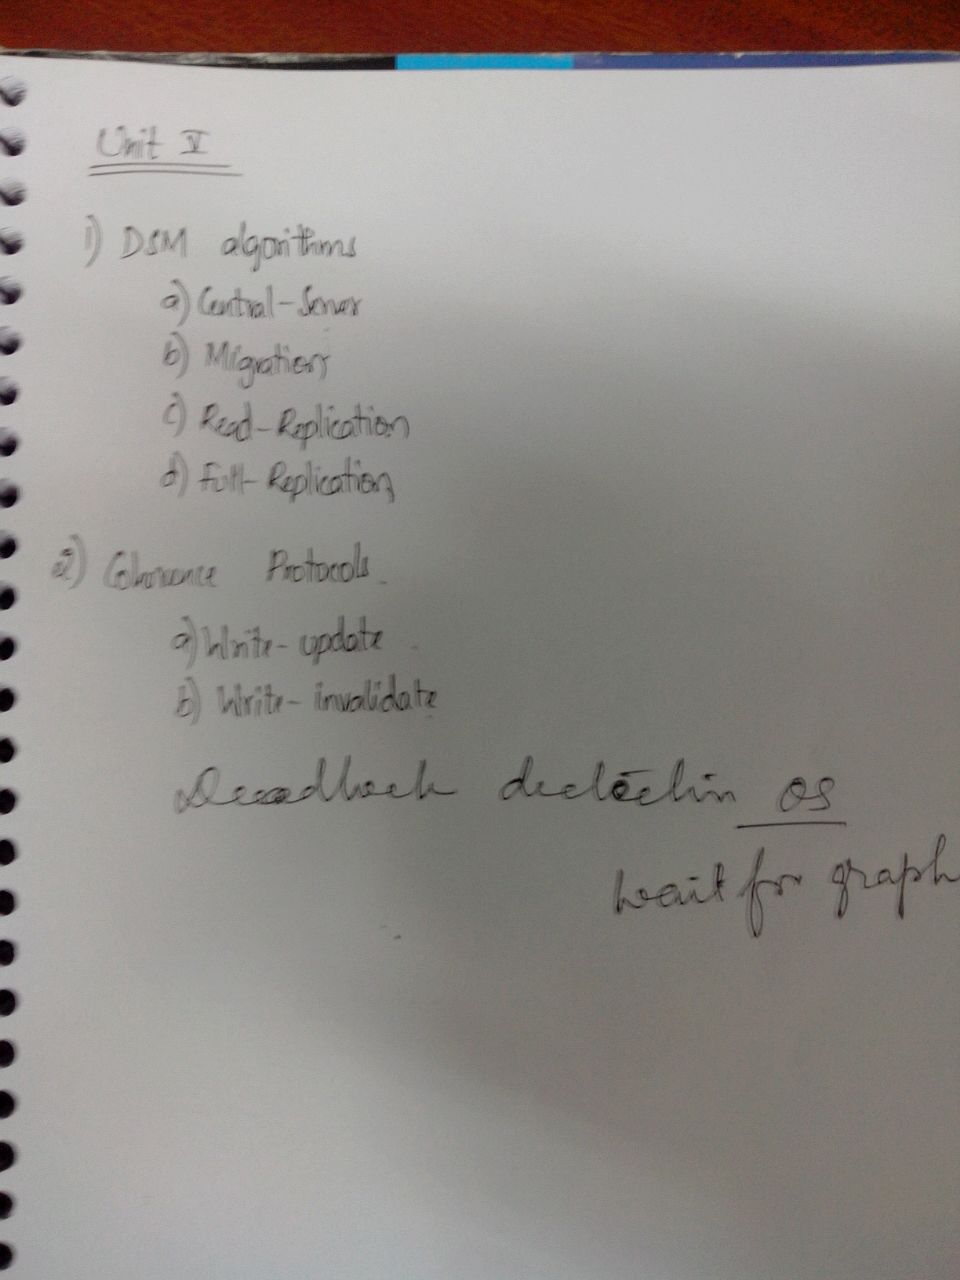 Unit V
1) DSM algorithms
a) Central-Server
b) Migration
c) Read-Replication
d) Full-Replication
2) Coherence Protocols
a) Write-update
b) Write-invalidate
Deadlock detection OS
wait for graph